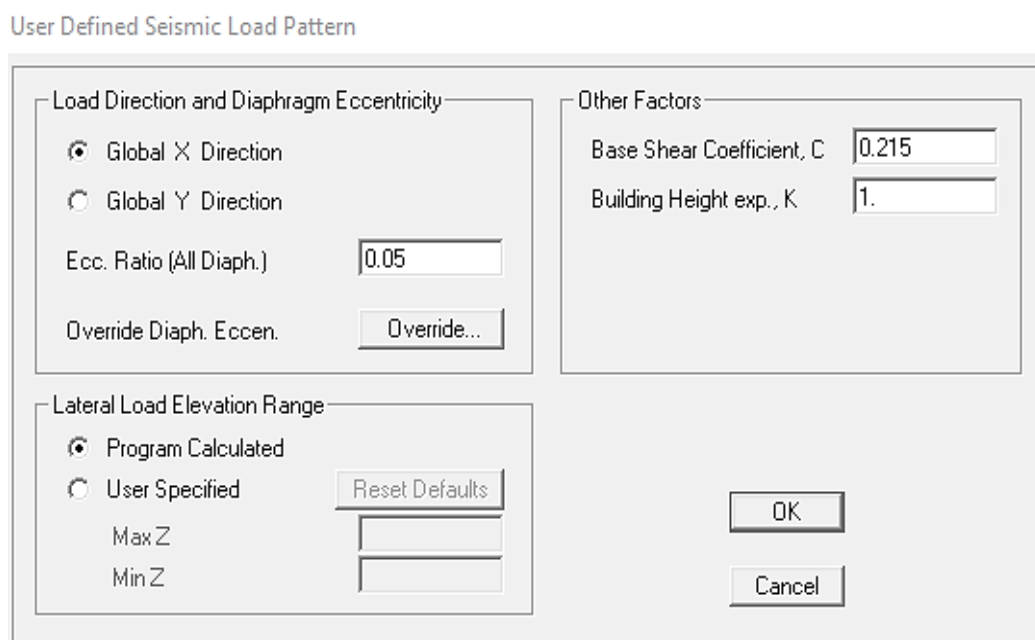 User Defined Seismic Load Pattern
Load Direction and Diaphragm Eccentricity
Global X Direction
Global Y Direction
Ecc. Ratio (All Diaph.) 0.05
Override Diaph. Eccen. Override...
Other Factors
Base Shear Coefficient, C 0.215
Building Height exp., K 1.
Lateral Load Elevation Range
Program Calculated
User Specified Reset Defaults
Max Z
Min Z
OK
Cancel